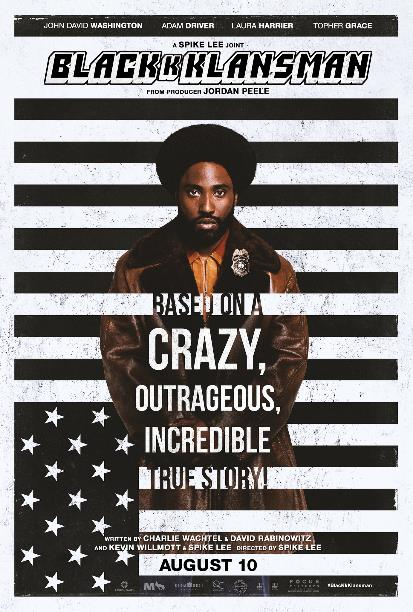 JOHN DAVID WASHINGTON ADAM DRIVER LAURA HARRIER TOPHER GRACE
A SPIKE LEE JOINT
BLACKkKLANSMAN
FROM PRODUCER JORDAN PEELE
BASED ON A
CRAZY,
OUTRAGEOUS,
INCREDIBLE
TRUE STORY!
WRITTEN BY CHARLIE WACHTEL & DAVID RABINOWITZ
AND KEVIN WILLMOTT & SPIKE LEE DIRECTED BY SPIKE LEE
AUGUST 10
FOCUS
#BlacKkKlansman